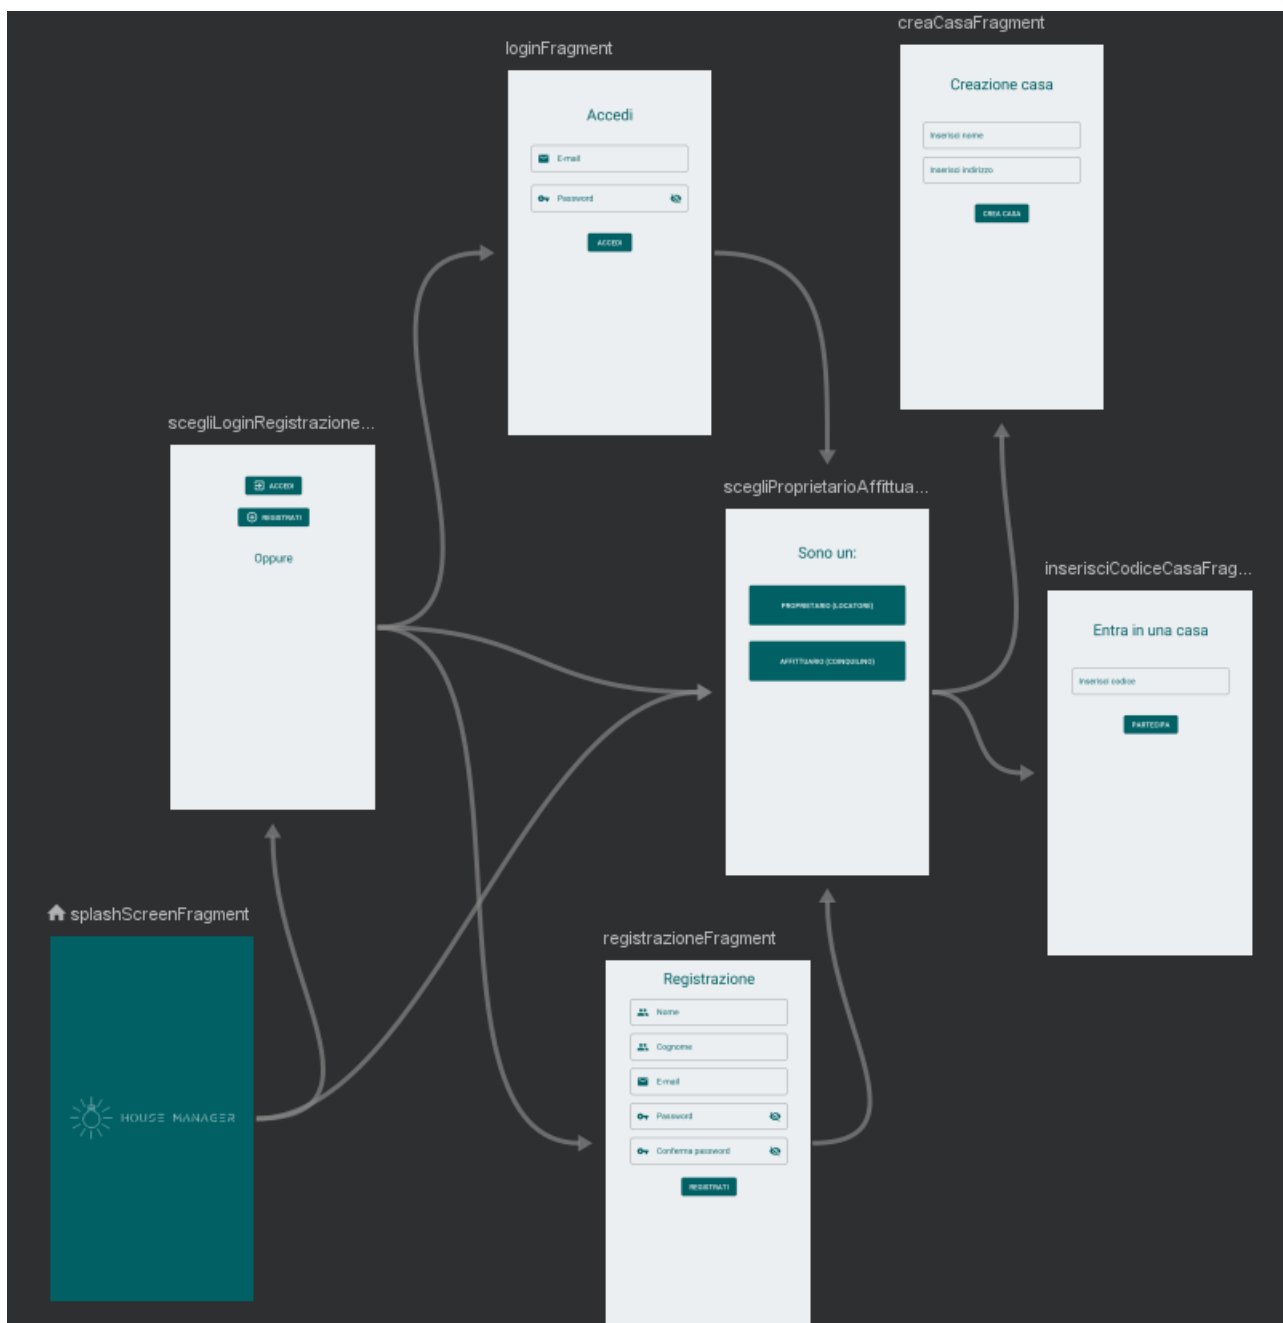 creaCasaFragment
Creazione casa
Inserisci nome
Inserisci indirizzo
CREA CASA
loginFragment
Accedi
E-mail
Password
ACCEDI
scegliLoginRegistrazione...
ACCEDI
REGISTRATI
Oppure
scegliProprietarioAffittua...
Sono un:
PROPRIETARIO (LOCATORE)
AFFITTUARIO (COINQUILINO)
inserisciCodiceCasaFrag...
Entra in una casa
Inserisci codice
PARTECIPA
splashScreenFragment
HOUSE MANAGER
registrazioneFragment
Registrazione
Nome
Cognome
E-mail
Password
Conferma password
REGISTRATI